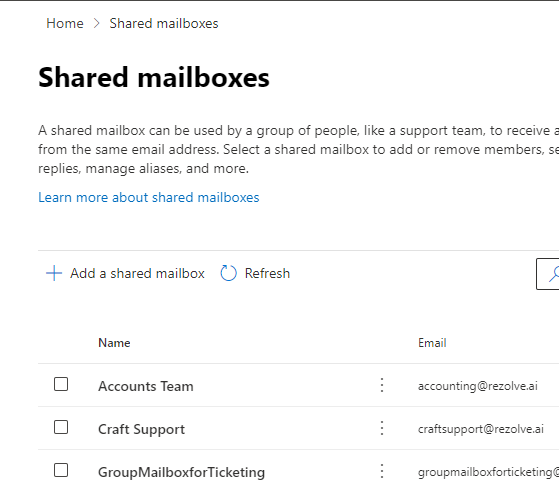 Home > Shared mailboxes
Shared mailboxes
A shared mailbox can be used by a group of people, like a support team, to receive a
from the same email address. Select a shared mailbox to add or remove members, se
replies, manage aliases, and more.
Learn more about shared mailboxes
Add a shared mailbox Refresh
Name Email
Accounts Team accounting@rezolve.ai
Craft Support craftsupport@rezolve.ai
GroupMailboxforTicketing groupmailboxforticketing@